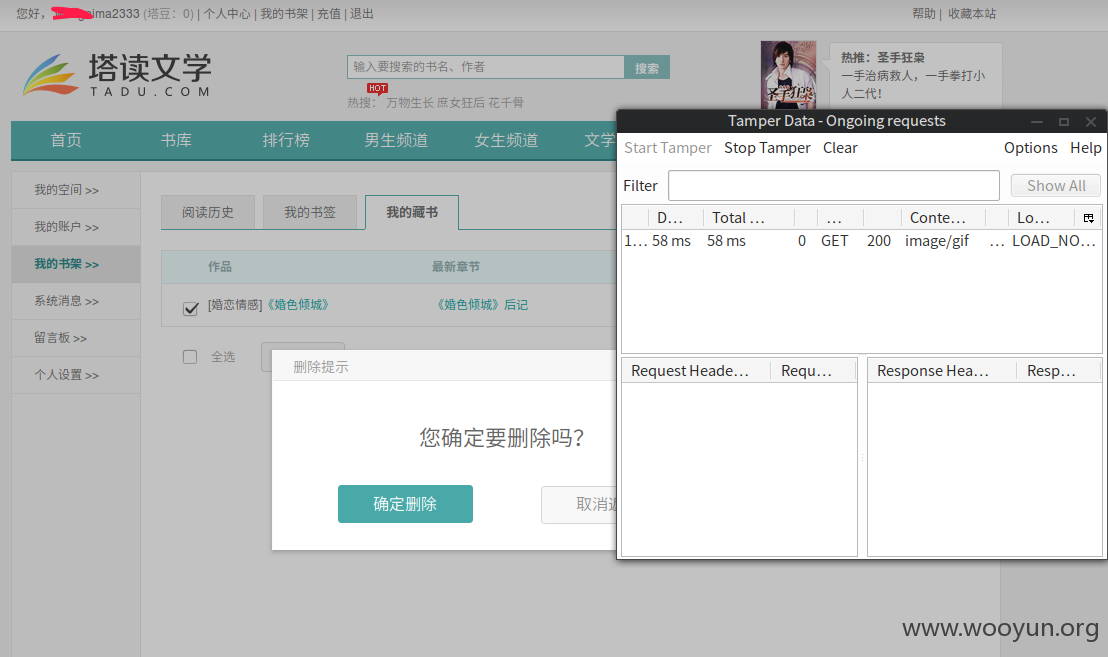 您好， ima2333 (塔豆：0) | 个人中心 | 我的书架 | 充值 | 退出
帮助 | 收藏本站
塔读文学
TADU.COM
输入要搜索的书名、作者 搜索
HOT
热搜： 万物生长 庶女狂后 花千骨
圣手狂枭
热推：圣手狂枭
一手治病救人，一手拳打小
人二代！
首页 书库 排行榜 男生频道 女生频道 文学
我的空间 >>
我的账户 >>
我的书架 >>
系统消息 >>
留言板 >>
个人设置 >>
阅读历史 我的书签 我的藏书
作品 最新章节
[婚恋情感]《婚色倾城》 《婚色倾城》后记
全选
删除提示
您确定要删除吗？
确定删除 取消
Tamper Data - Ongoing requests
Start Tamper Stop Tamper Clear Options Help
Filter Show All
D... Total ... ... Conte... Lo...
1... 58 ms 58 ms 0 GET 200 image/gif ... LOAD_NO...
Request Heade... Requ... Response Hea... Resp...
www.wooyun.org